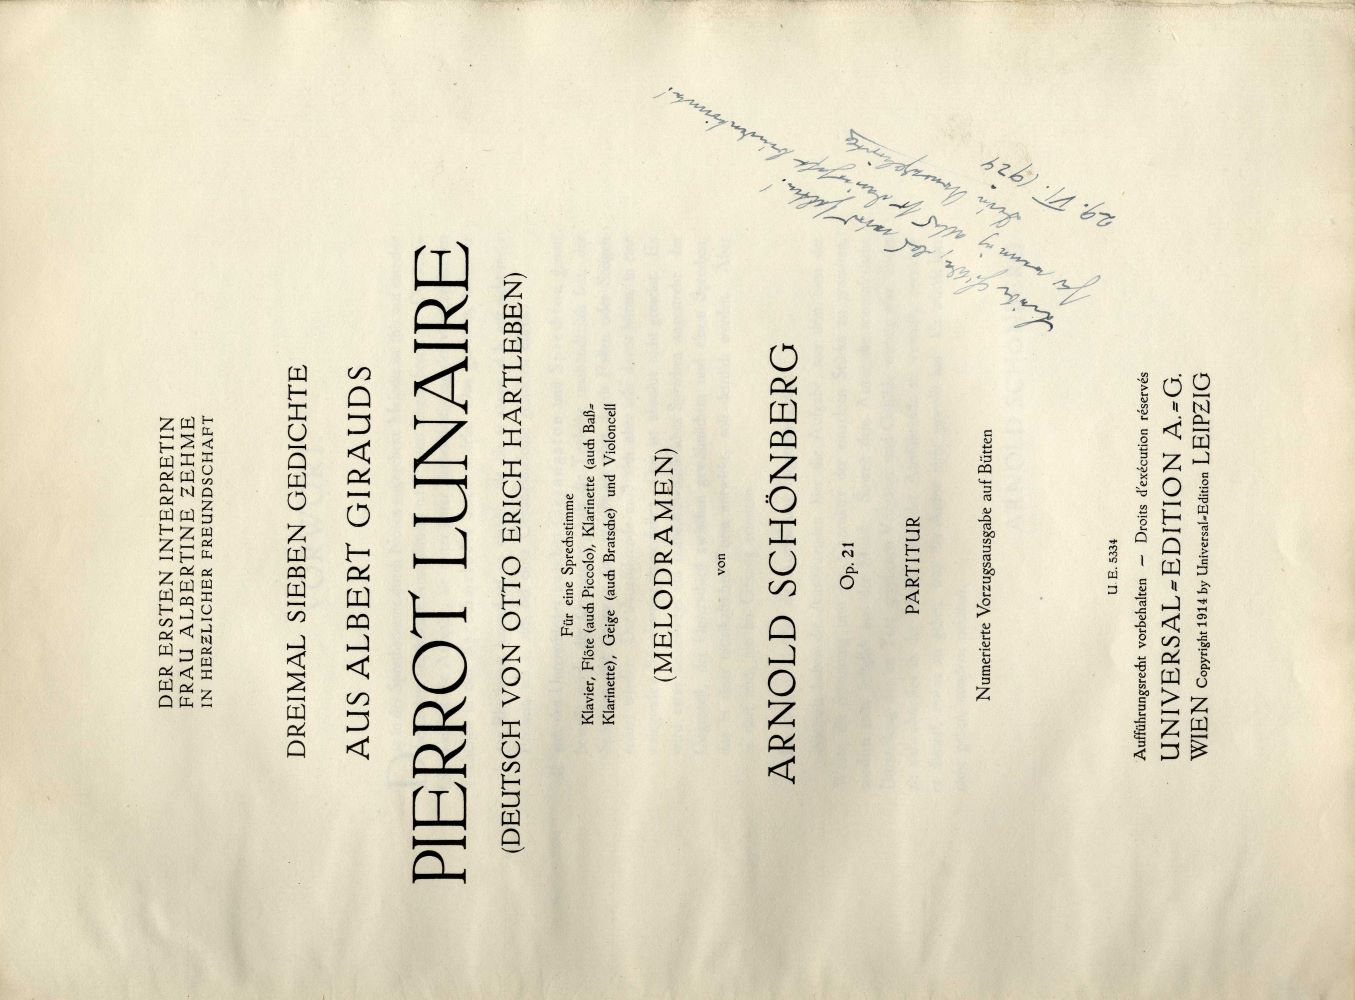 DER ERSTEN INTERPRETIN
FRAU ALBERTINE ZEHME
IN HERZLICHER FREUNDSCHAFT
DREIMAL SIEBEN GEDICHTE
AUS ALBERT GIRAUDS
PIERROT LUNAIRE
(DEUTSCH VON OTTO ERICH HARTLEBEN)
Für eine Sprechstimme
Klavier, Flöte (auch Piccolo), Klarinette (auch Baß-
Klarinette), Geige (auch Bratsche) und Violoncell
(MELODRAMEN)
von
ARNOLD SCHÖNBERG
Op. 21
PARTITUR
Numerierte Vorzugsausgabe auf Bütten
U. E. 5334
Aufführungsrecht vorbehalten — Droits d'exécution réservés
UNIVERSAL-EDITION A.-G.
WIEN Copyright 1914 by Universal-Edition LEIPZIG
29. VI. 1924